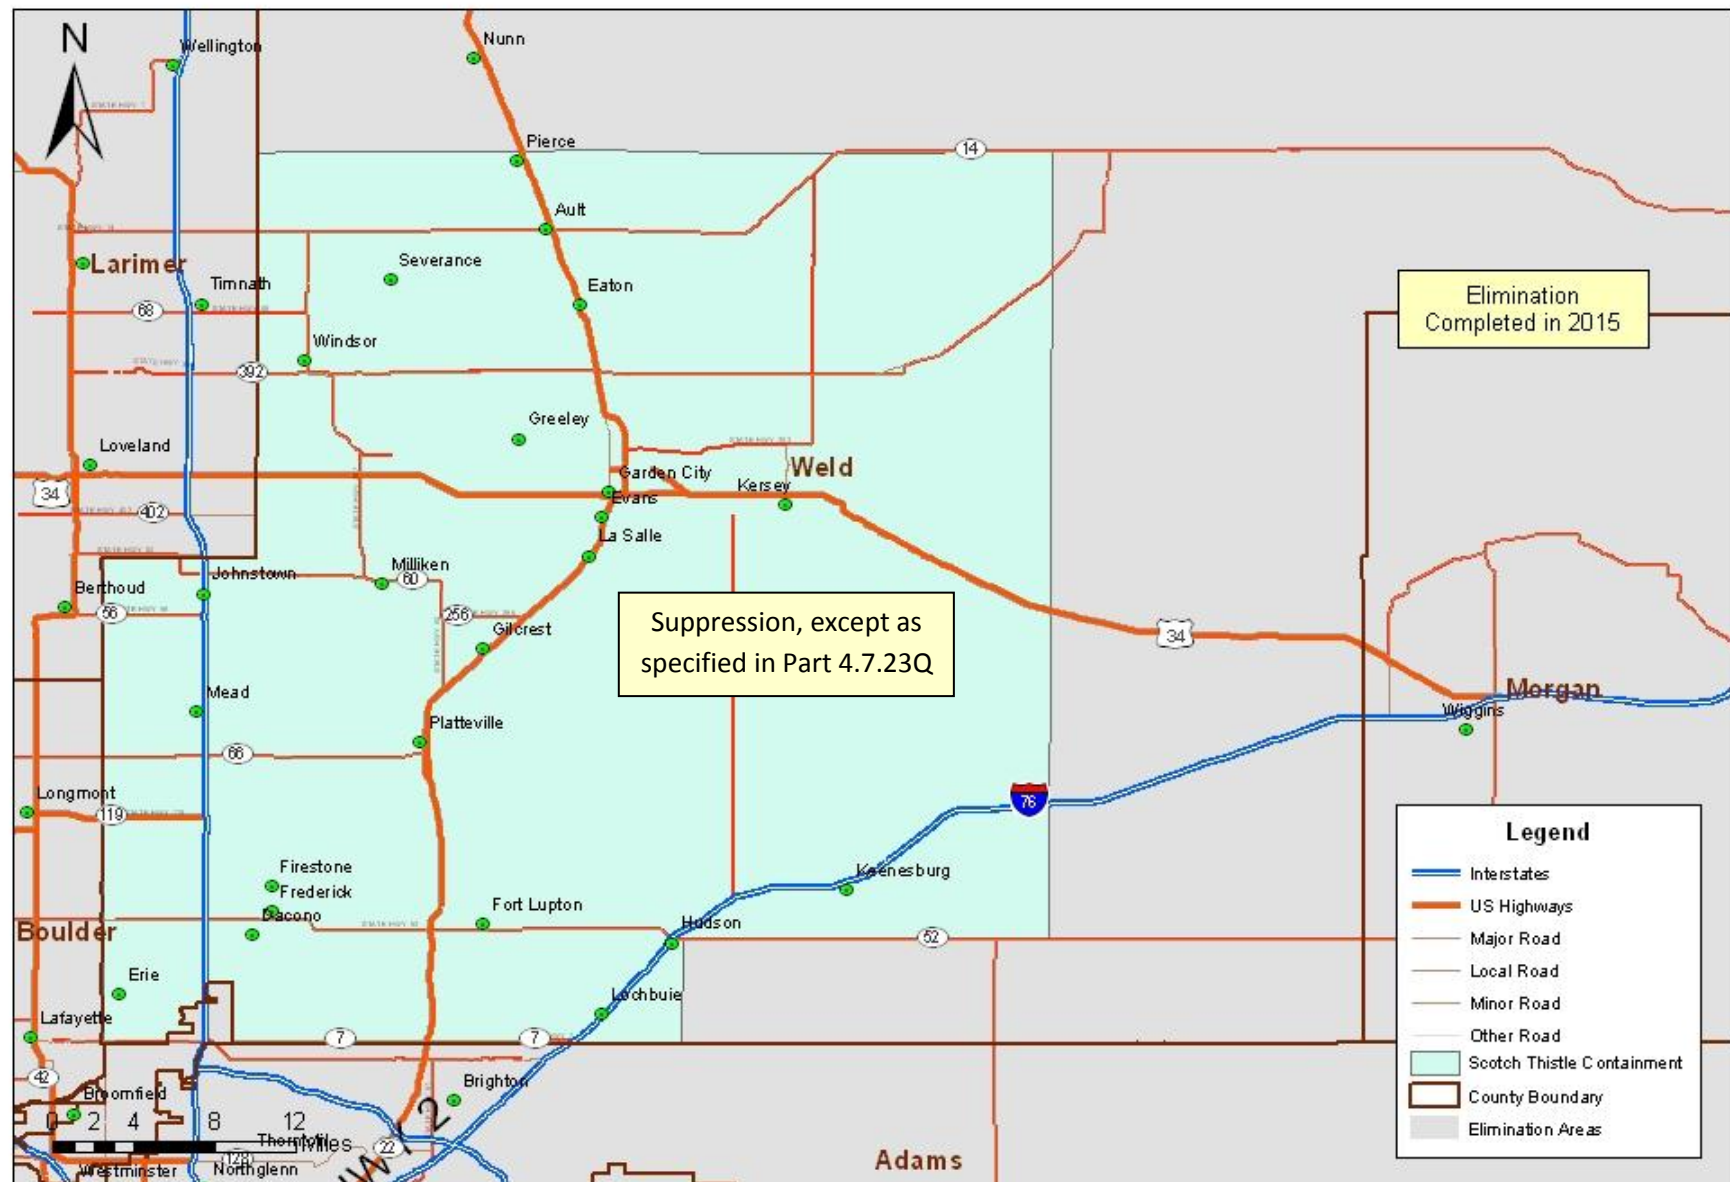 N
Wellington
Nunn
Pierce
14
Ault
Larimer
Severance
Timnath
Eaton
68
Elimination
Completed in 2015
Windsor
392
Greeley
Loveland
Garden City
Weld
34
Kersey
Evans
402
La Salle
Milliken
60
Johnstown
Berthoud
56
256
Suppression, except as
specified in Part 4.7.23Q
Gilcrest
34
Mead
Morgan
Wiggins
Platteville
66
Longmont
119
76
Legend
Interstates
US Highways
Major Road
Local Road
Minor Road
Other Road
Scotch Thistle Containment
County Boundary
Elimination Areas
Firestone
Frederick
Dacono
Keenesburg
Fort Lupton
Hudson
52
Boulder
Erie
Lochbuie
Lafayette
7
7
42
Brighton
Broomfield
0 2 4 8 12
Miles
Thornton
22
128
Westminster
Northglenn
Adams